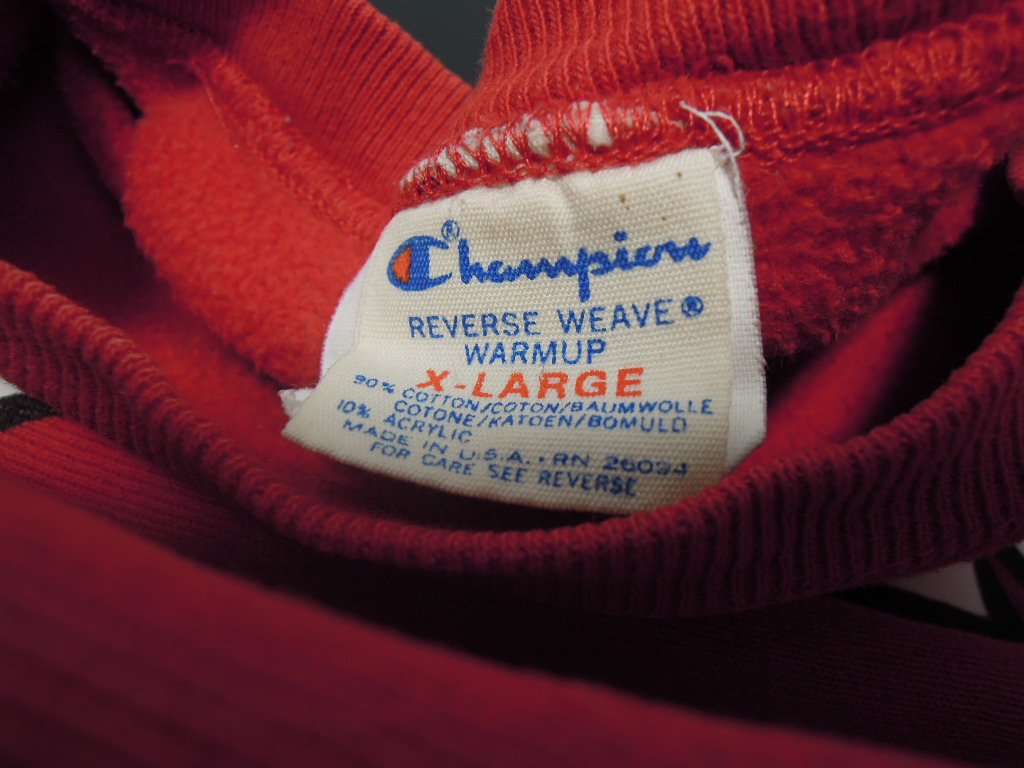 Champion®
REVERSE WEAVE®
WARMUP
X-LARGE
90% COTTON/COTON/BAUMWOLLE
COTONE/KATOEN/BOMULD
10% ACRYLIC
MADE IN U.S.A. • RN 26094
FOR CARE SEE REVERSE